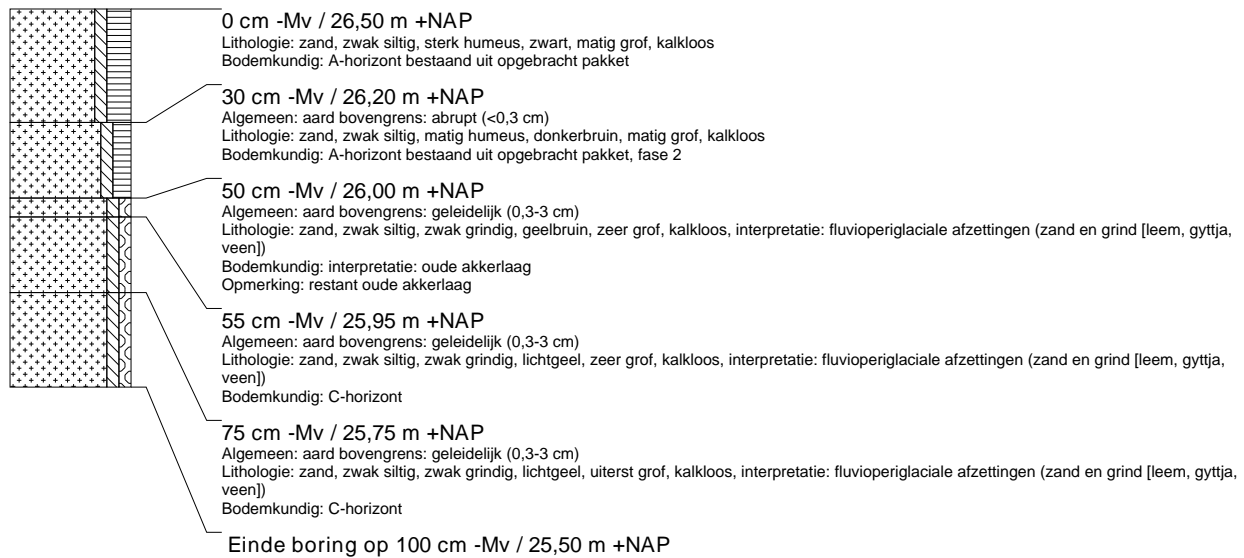 0 cm -Mv / 26,50 m +NAP
Lithologie: zand, zwak siltig, sterk humeus, zwart, matig grof, kalkloos
Bodemkundig: A-horizont bestaand uit opgebracht pakket
30 cm -Mv / 26,20 m +NAP
Algemeen: aard bovengrens: abrupt (<0,3 cm)
Lithologie: zand, zwak siltig, matig humeus, donkerbruin, matig grof, kalkloos
Bodemkundig: A-horizont bestaand uit opgebracht pakket, fase 2
50 cm -Mv / 26,00 m +NAP
Algemeen: aard bovengrens: geleidelijk (0,3-3 cm)
Lithologie: zand, zwak siltig, zwak grindig, geelbruin, zeer grof, kalkloos, interpretatie: fluvioperiglaciale afzettingen (zand en grind [leem, gyttja,
veen])
Bodemkundig: interpretatie: oude akkerlaag
Opmerking: restant oude akkerlaag
55 cm -Mv / 25,95 m +NAP
Algemeen: aard bovengrens: geleidelijk (0,3-3 cm)
Lithologie: zand, zwak siltig, zwak grindig, lichtgeel, zeer grof, kalkloos, interpretatie: fluvioperiglaciale afzettingen (zand en grind [leem, gyttja,
veen])
Bodemkundig: C-horizont
75 cm -Mv / 25,75 m +NAP
Algemeen: aard bovengrens: geleidelijk (0,3-3 cm)
Lithologie: zand, zwak siltig, zwak grindig, lichtgeel, uiterst grof, kalkloos, interpretatie: fluvioperiglaciale afzettingen (zand en grind [leem, gyttja,
veen])
Bodemkundig: C-horizont
Einde boring op 100 cm -Mv / 25,50 m +NAP